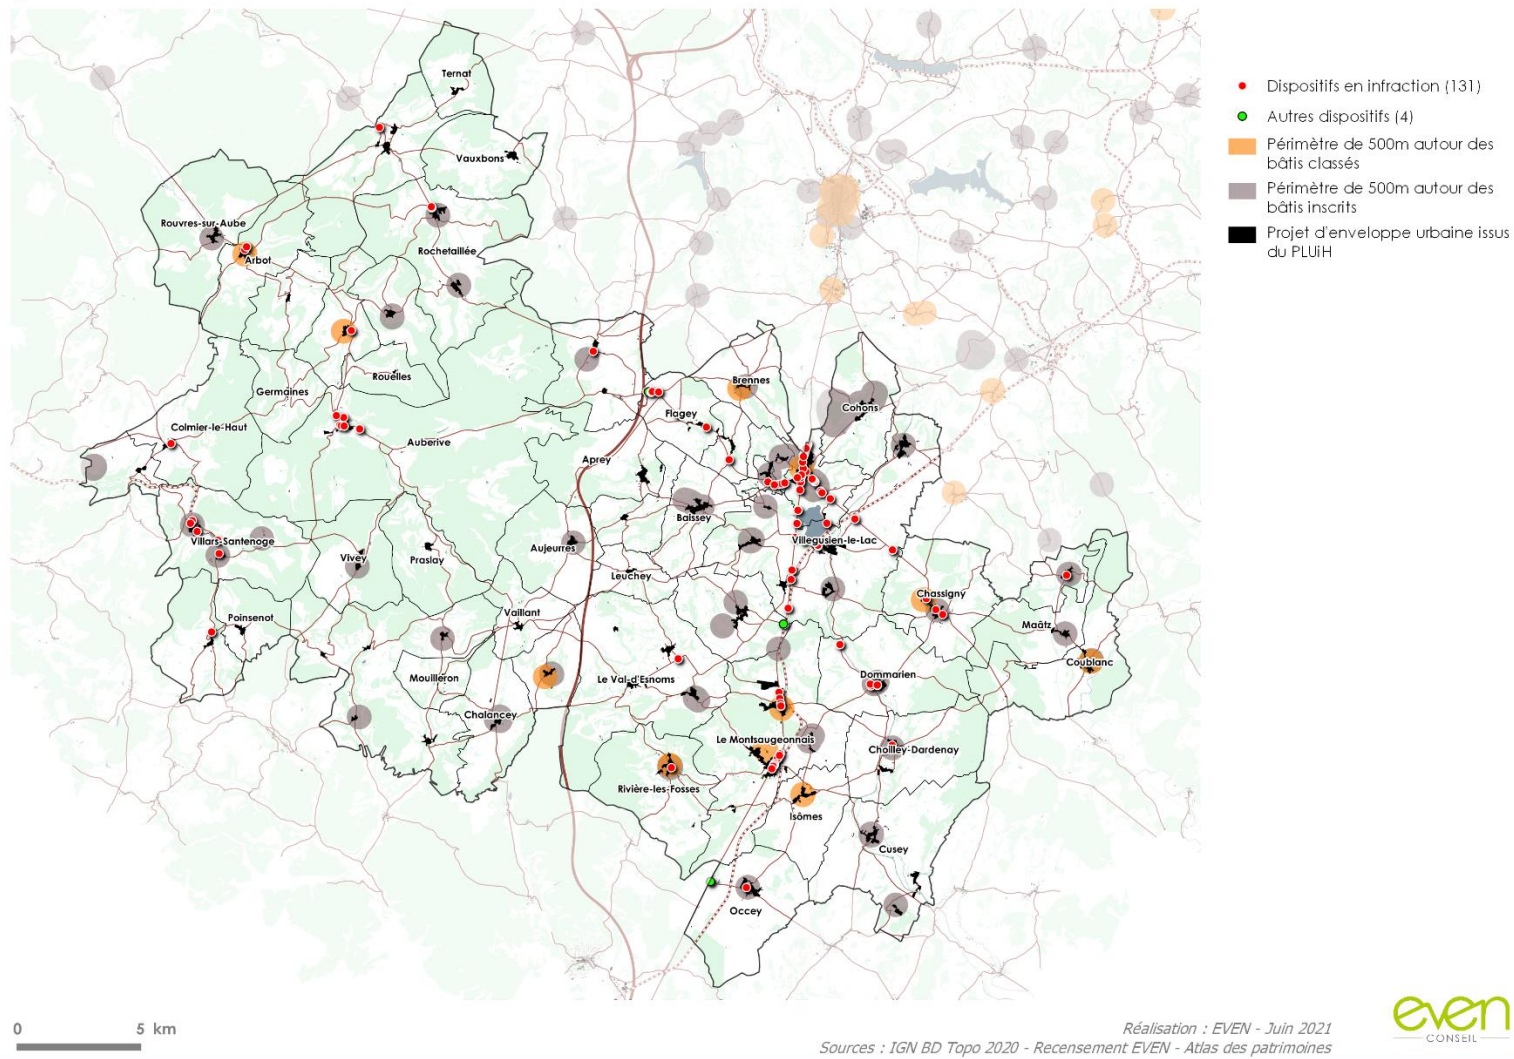 Ternat
Vauxbons
Rouvres-sur-Aube
Arbot
Rochetaillée
Germaines
Rouelles
Colmier-le-Haut
Auberive
Brennes
Cohons
Flagey
Aprey
Baissey
Villars-Santenoge
Vivey
Praslay
Aujeurres
Leuchey
Villegusien-le-Lac
Chassigny
Poinsenot
Vaillant
Maâtz
Coublanc
Mouilleron
Le Val-d'Esnoms
Dommarien
Chalancey
Le Montsaugeonnais
Choilley-Dardenay
Rivière-les-Fosses
Isômes
Cusey
Occey
Dispositifs en infraction (131)
Autres dispositifs (4)
Périmètre de 500m autour des
bâtis classés
Périmètre de 500m autour des
bâtis inscrits
Projet d'enveloppe urbaine issus
du PLUiH
0 5 km
Réalisation : EVEN - Juin 2021
Sources : IGN BD Topo 2020 - Recensement EVEN - Atlas des patrimoines
even
CONSEIL